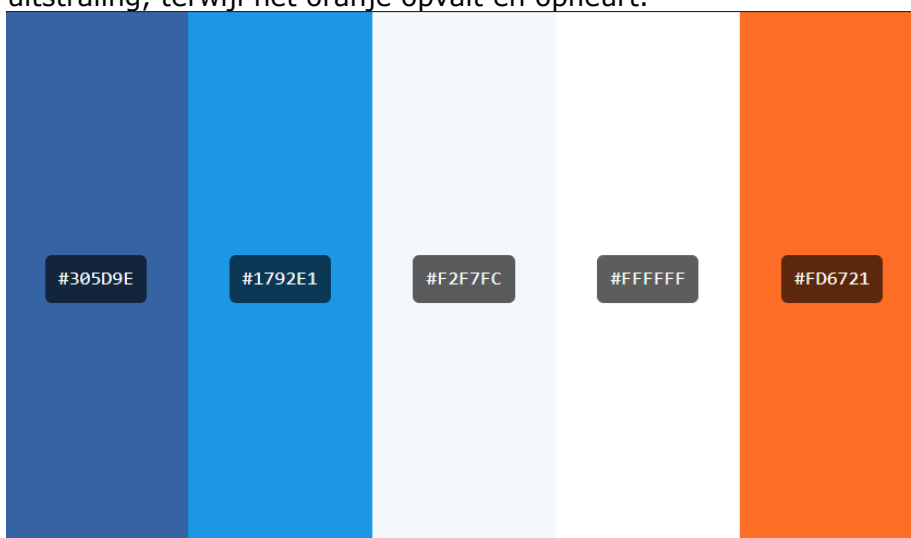 uitstraling, terwijl het oranje opvalt en opfleurt.
#305D9E
#1792E1
#F2F7FC
#FFFFFF
#FD6721